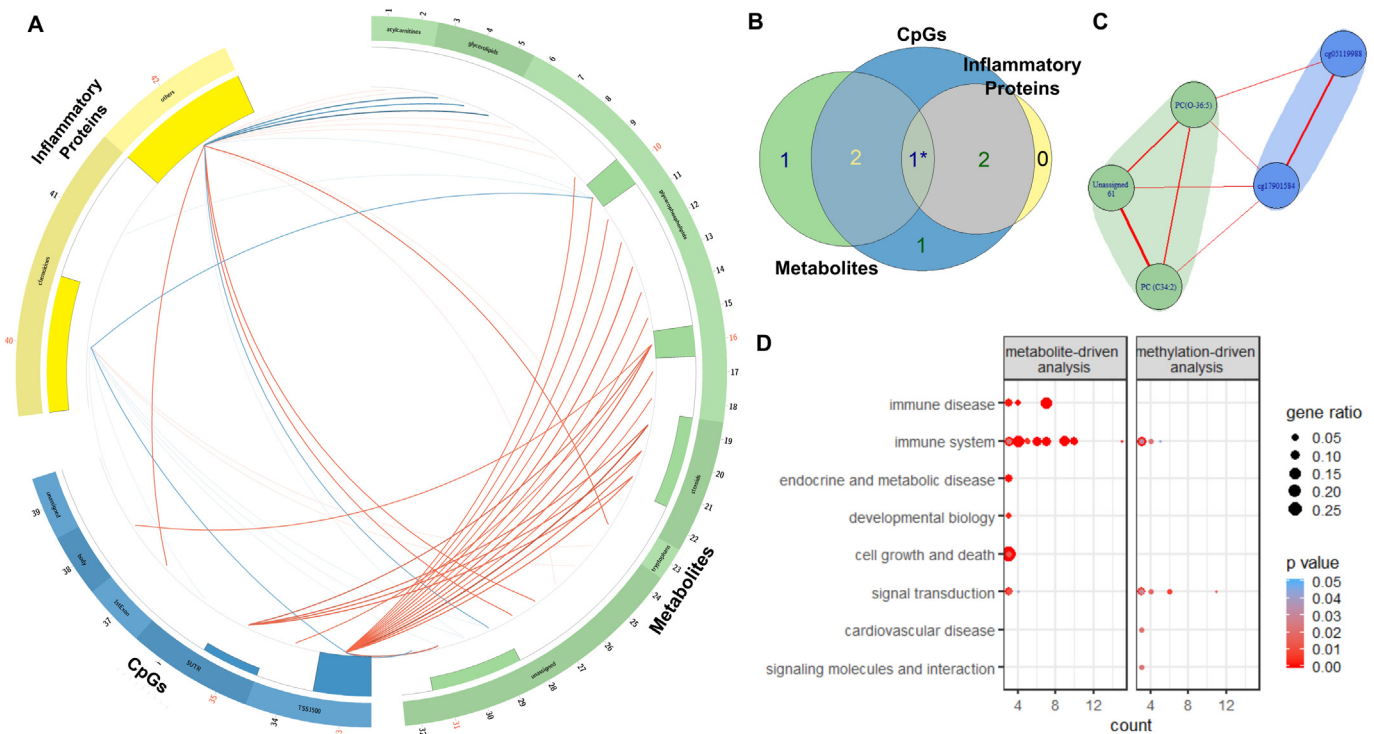 A
Inflammatory
Proteins
others
chemokines
40
41
42
1
2
3
4
5
6
7
8
9
10
11
12
13
14
15
16
17
18
19
20
21
22
23
24
25
26
27
28
29
30
31
32
acylcarnitines
glycerolipids
glycerophospholipids
steroids
tryptophans
unassigned
Metabolites
3
34
35
37
38
39
TSS1500
5UTR
1stExon
body
unassigned
CpGs
B
CpGs
Inflammatory
Proteins
1
2
1*
2
0
1
Metabolites
C
cg05119988
PC(O-36:5)
Unassigned
61
cg17901584
PC (C34:2)
D
metabolite-driven
analysis
methylation-driven
analysis
immune disease
immune system
endocrine and metabolic disease
developmental biology
cell growth and death
signal transduction
cardiovascular disease
signaling molecules and interaction
4
8
12
4
8
12
count
gene ratio
0.05
0.10
0.15
0.20
0.25
p value
0.05
0.04
0.03
0.02
0.01
0.00